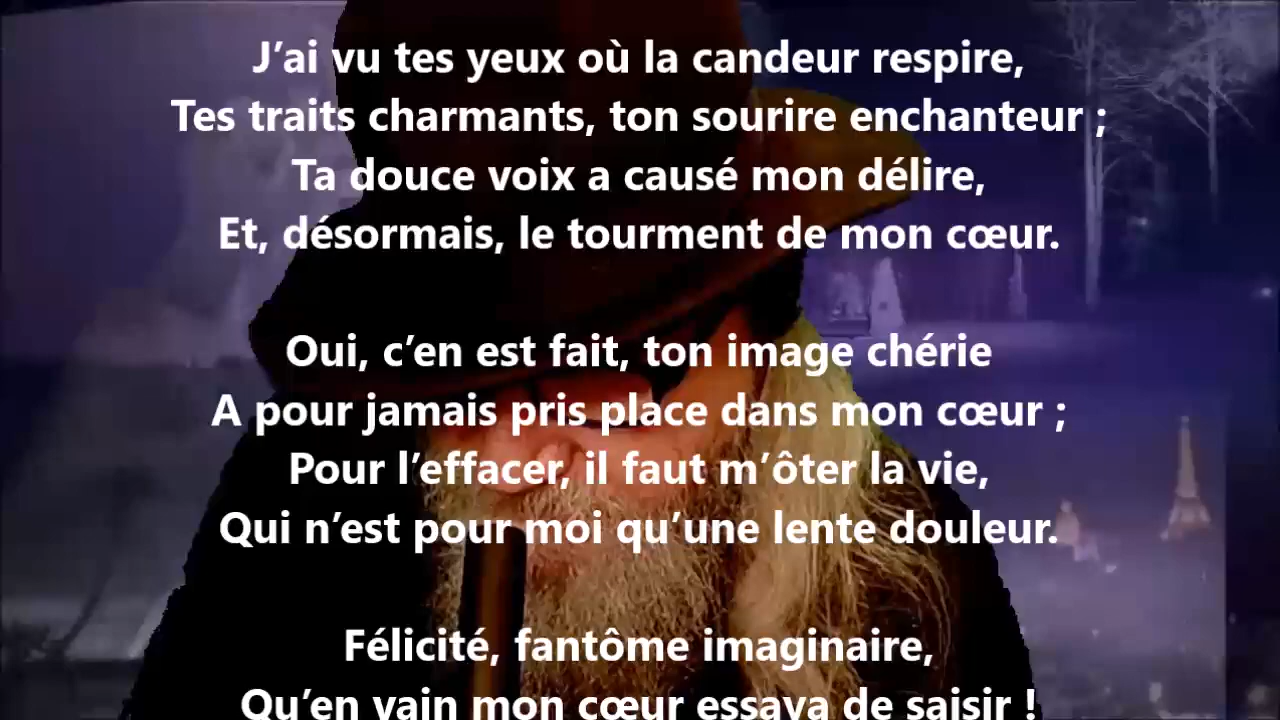 J’ai vu tes yeux où la candeur respire,
Tes traits charmants, ton sourire enchanteur ;
Ta douce voix a causé mon délire,
Et, désormais, le tourment de mon cœur.
Oui, c’en est fait, ton image chérie
A pour jamais pris place dans mon cœur ;
Pour l’effacer, il faut m’ôter la vie,
Qui n’est pour moi qu’une lente douleur.
Félicité, fantôme imaginaire,
Qu’en vain mon cœur essaya de saisir !